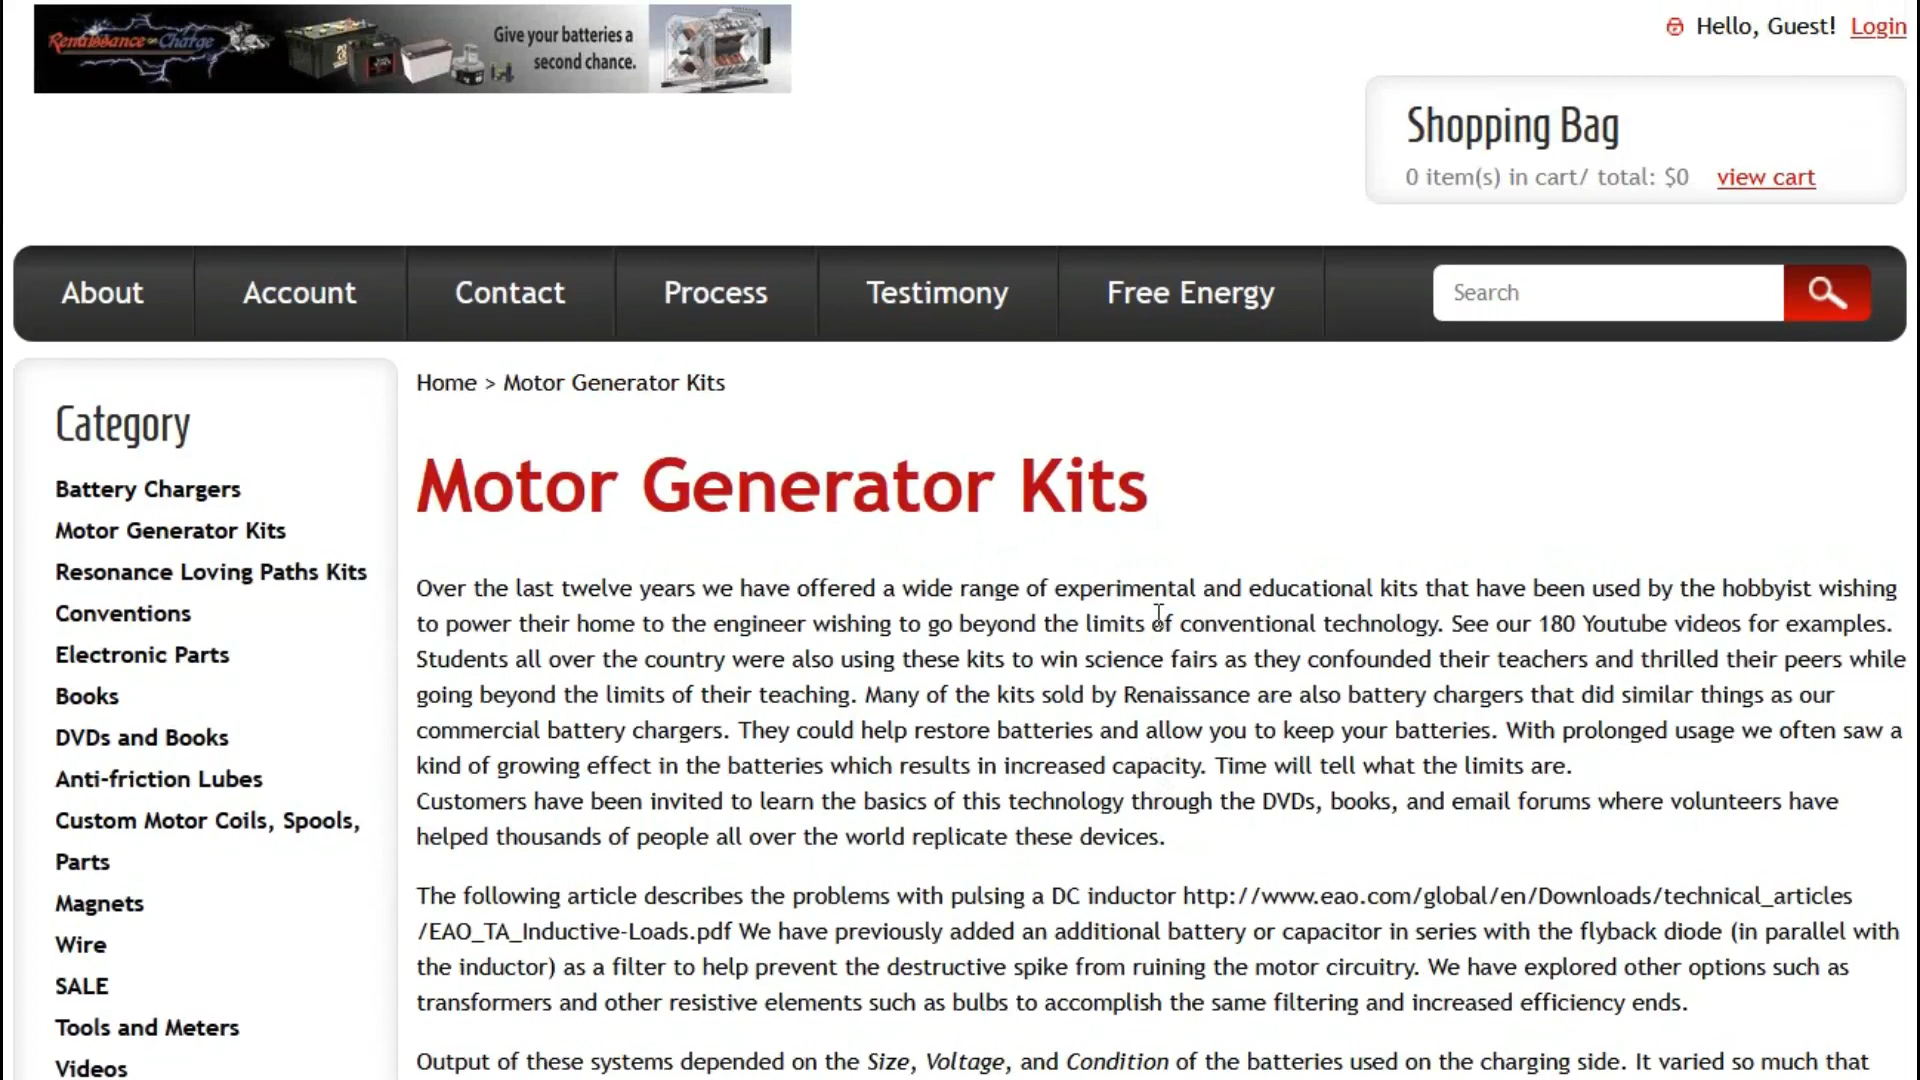 Renaissance Charge
Give your batteries a
second chance.
Hello, Guest! Login
Shopping Bag
0 item(s) in cart/ total: $0 view cart
About Account Contact Process Testimony Free Energy Search
Home > Motor Generator Kits
Category
Battery Chargers
Motor Generator Kits
Resonance Loving Paths Kits
Conventions
Electronic Parts
Books
DVDs and Books
Anti-friction Lubes
Custom Motor Coils, Spools,
Parts
Magnets
Wire
SALE
Tools and Meters
Videos
Motor Generator Kits
Over the last twelve years we have offered a wide range of experimental and educational kits that have been used by the hobbyist wishing
to power their home to the engineer wishing to go beyond the limits of conventional technology. See our 180 Youtube videos for examples.
Students all over the country were also using these kits to win science fairs as they confounded their teachers and thrilled their peers while
going beyond the limits of their teaching. Many of the kits sold by Renaissance are also battery chargers that did similar things as our
commercial battery chargers. They could help restore batteries and allow you to keep your batteries. With prolonged usage we often saw a
kind of growing effect in the batteries which results in increased capacity. Time will tell what the limits are.
Customers have been invited to learn the basics of this technology through the DVDs, books, and email forums where volunteers have
helped thousands of people all over the world replicate these devices.
The following article describes the problems with pulsing a DC inductor http://www.eao.com/global/en/Downloads/technical_articles
/EAO_TA_Inductive-Loads.pdf We have previously added an additional battery or capacitor in series with the flyback diode (in parallel with
the inductor) as a filter to help prevent the destructive spike from ruining the motor circuitry. We have explored other options such as
transformers and other resistive elements such as bulbs to accomplish the same filtering and increased efficiency ends.
Output of these systems depended on the Size, Voltage, and Condition of the batteries used on the charging side. It varied so much that